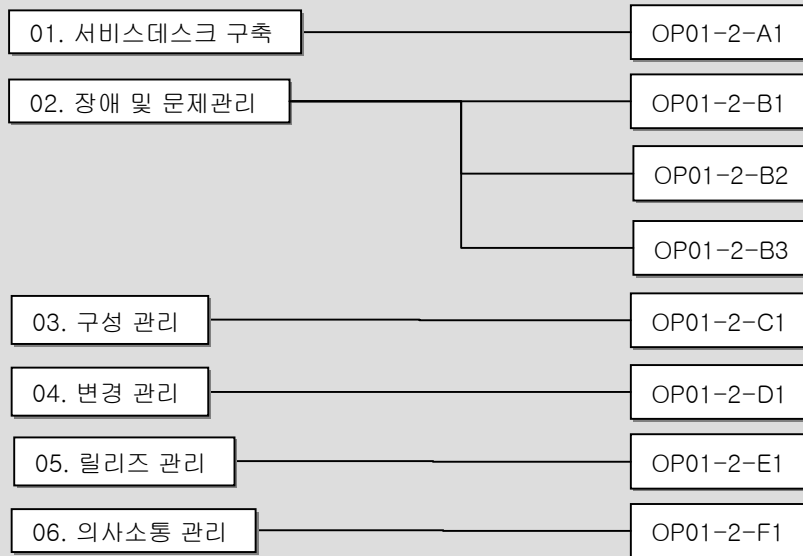 01. 서비스데스크 구축
OP01-2-A1
02. 장애 및 문제관리
OP01-2-B1
OP01-2-B2
OP01-2-B3
03. 구성 관리
OP01-2-C1
04. 변경 관리
OP01-2-D1
05. 릴리즈 관리
OP01-2-E1
06. 의사소통 관리
OP01-2-F1